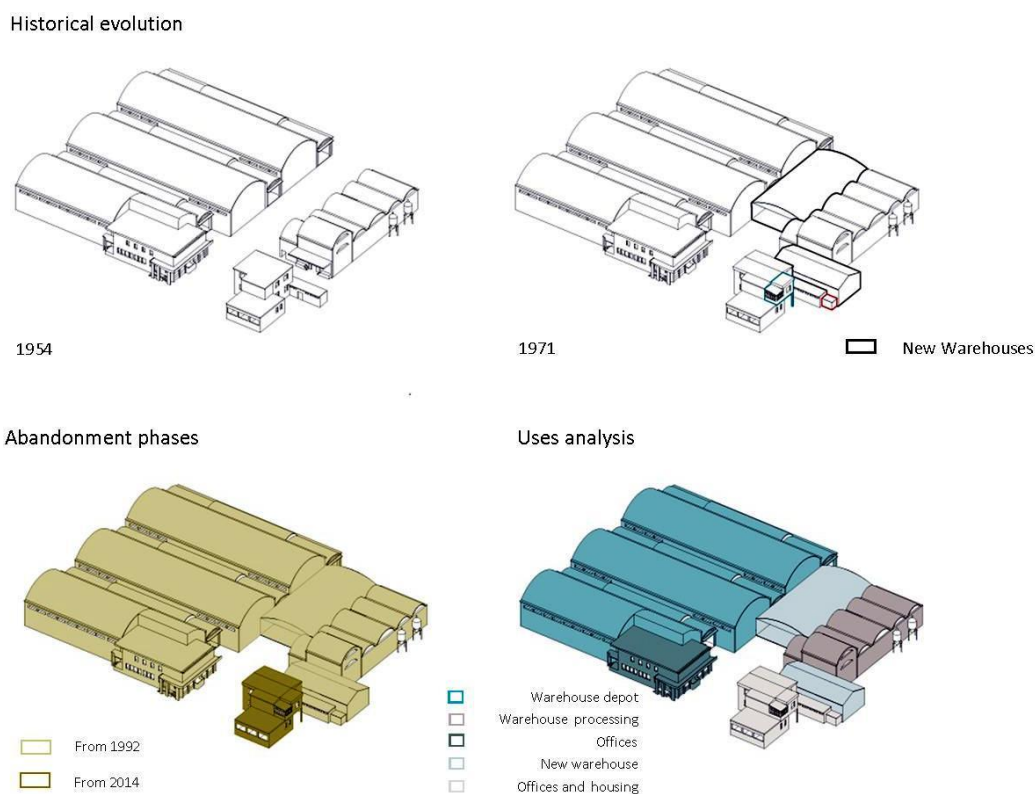 Historical evolution
1954
1971
New Warehouses
Abandonment phases
Uses analysis
From 1992
From 2014
Warehouse depot
Warehouse processing
Offices
New warehouse
Offices and housing